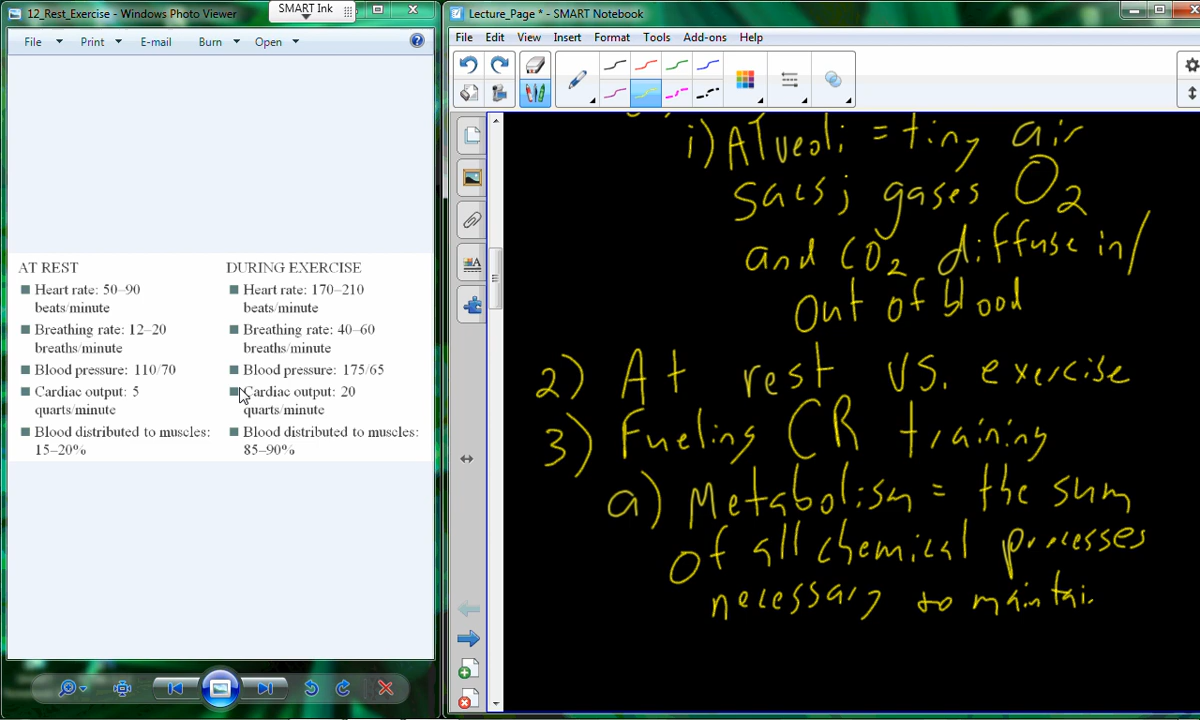 12_Rest_Exercise - Windows Photo Viewer
SMART Ink
File Print E-mail Burn Open
AT REST
Heart rate: 50–90
beats/minute
Breathing rate: 12–20
breaths/minute
Blood pressure: 110/70
Cardiac output: 5
quarts/minute
Blood distributed to muscles:
15–20%
DURING EXERCISE
Heart rate: 170–210
beats/minute
Breathing rate: 40–60
breaths/minute
Blood pressure: 175/65
Cardiac output: 20
quarts/minute
Blood distributed to muscles:
85–90%
Lecture_Page * - SMART Notebook
File Edit View Insert Format Tools Add-ons Help
i) Alveoli = tiny air
sacs; gases O2
and CO2 diffuse in/
out of blood
2) At rest vs. exercise
3) Fueling CR training
a) Metabolism = the sum
of all chemical processes
necessary to maintai